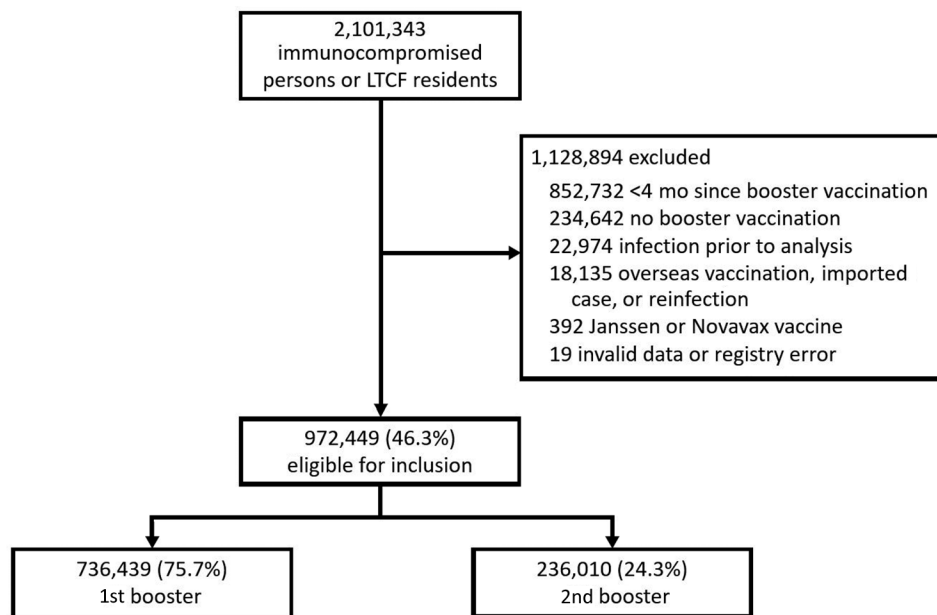 2,101,343
immunocompromised
persons or LTCF residents
1,128,894 excluded
852,732 <4 mo since booster vaccination
234,642 no booster vaccination
22,974 infection prior to analysis
18,135 overseas vaccination, imported
case, or reinfection
392 Janssen or Novavax vaccine
19 invalid data or registry error
972,449 (46.3%)
eligible for inclusion
736,439 (75.7%)
1st booster
236,010 (24.3%)
2nd booster